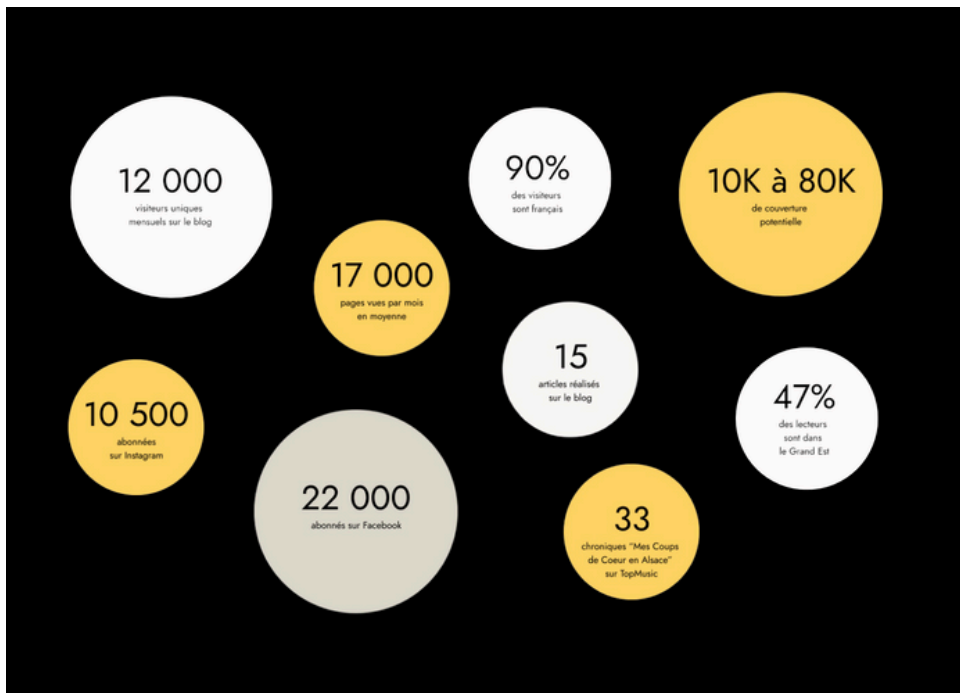 12 000
visiteurs uniques
mensuels sur le blog
90%
des visiteurs
sont français
10K à 80K
de couverture
potentielle
17 000
pages vues par mois
en moyenne
15
articles réalisés
sur le blog
47%
des lecteurs
sont dans
le Grand Est
10 500
abonnées
sur Instagram
22 000
abonnés sur Facebook
33
chroniques "Mes Coups
de Coeur en Alsace"
sur TopMusic